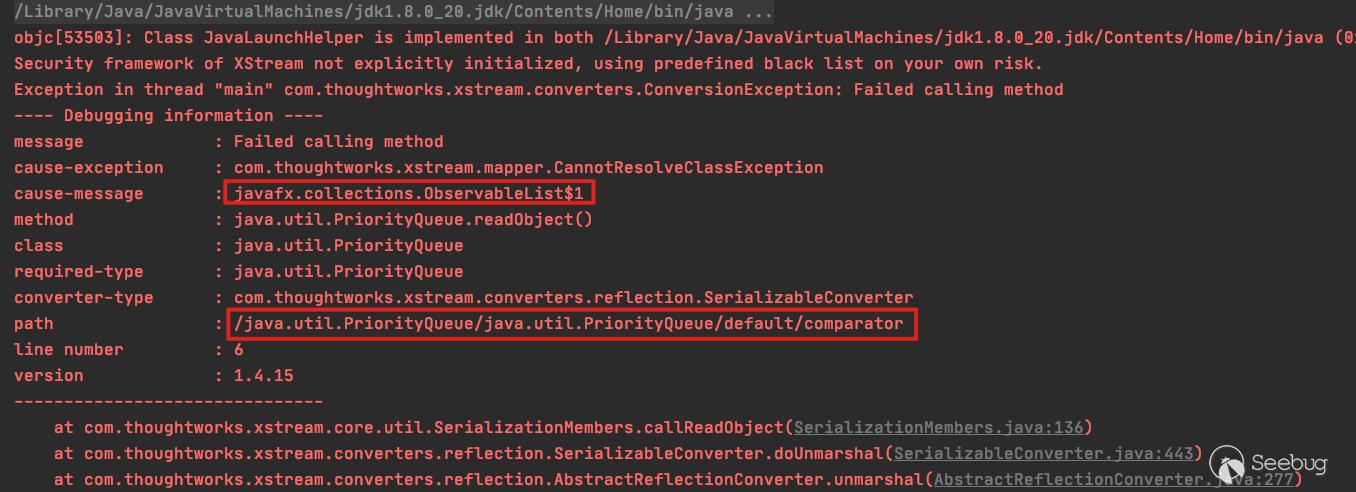 /Library/Java/JavaVirtualMachines/jdk1.8.0_20.jdk/Contents/Home/bin/java ...
objc[53503]: Class JavaLaunchHelper is implemented in both /Library/Java/JavaVirtualMachines/jdk1.8.0_20.jdk/Contents/Home/bin/java (0
Security framework of XStream not explicitly initialized, using predefined black list on your own risk.
Exception in thread "main" com.thoughtworks.xstream.converters.ConversionException: Failed calling method
---- Debugging information ----
message : Failed calling method
cause-exception : com.thoughtworks.xstream.mapper.CannotResolveClassException
cause-message : javafx.collections.ObservableList$1
method : java.util.PriorityQueue.readObject()
class : java.util.PriorityQueue
required-type : java.util.PriorityQueue
converter-type : com.thoughtworks.xstream.converters.reflection.SerializableConverter
path : /java.util.PriorityQueue/java.util.PriorityQueue/default/comparator
line number : 6
version : 1.4.15
-------------------------------
at com.thoughtworks.xstream.core.util.SerializationMembers.callReadObject(SerializationMembers.java:136)
at com.thoughtworks.xstream.converters.reflection.SerializableConverter.doUnmarshal(SerializableConverter.java:443)
at com.thoughtworks.xstream.converters.reflection.AbstractReflectionConverter.unmarshal(AbstractReflectionConverter.java:277)
Seebug